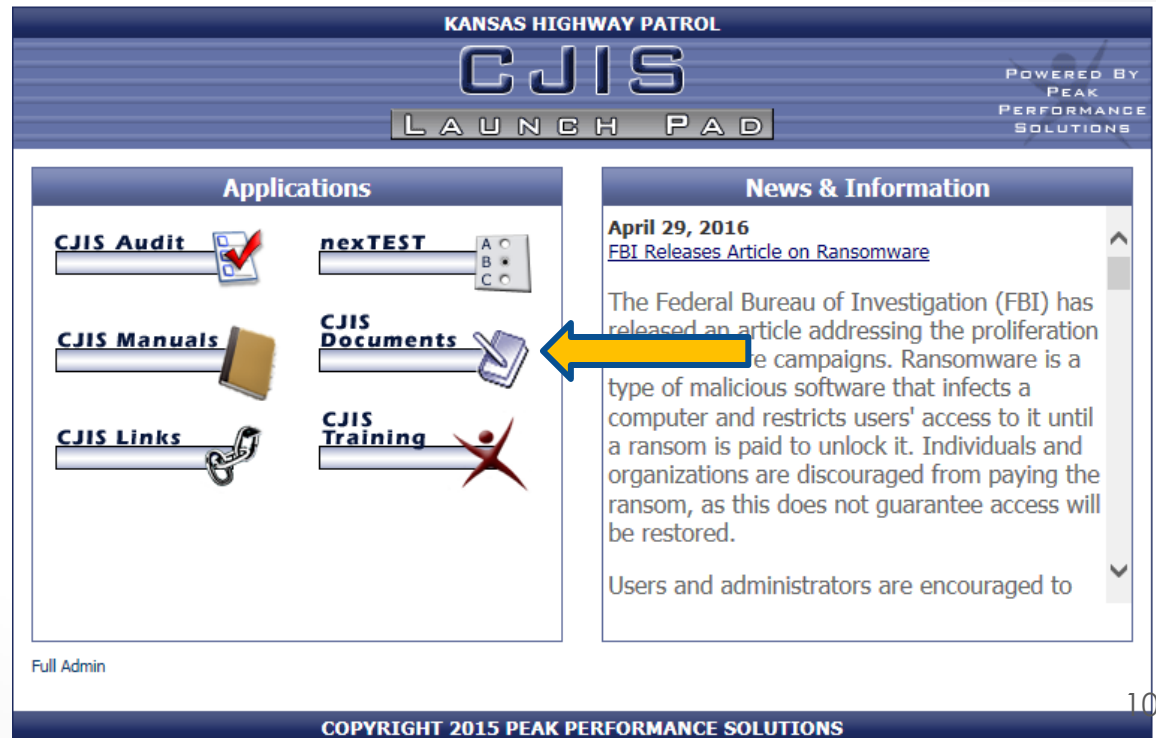 KANSAS HIGHWAY PATROL
CJIS
LAUNCH PAD
POWERED BY
PEAK
PERFORMANCE
SOLUTIONS
Applications
CJIS Audit
nexTEST
A
B
C
CJIS Manuals
CJIS
Documents
CJIS Links
CJIS
Training
News & Information
April 29, 2016
FBI Releases Article on Ransomware
The Federal Bureau of Investigation (FBI) has
released an article addressing the proliferation
campaigns. Ransomware is a
type of malicious software that infects a
computer and restricts users' access to it until
a ransom is paid to unlock it. Individuals and
organizations are discouraged from paying the
ransom, as this does not guarantee access will
be restored.
Users and administrators are encouraged to
Full Admin
10
COPYRIGHT 2015 PEAK PERFORMANCE SOLUTIONS